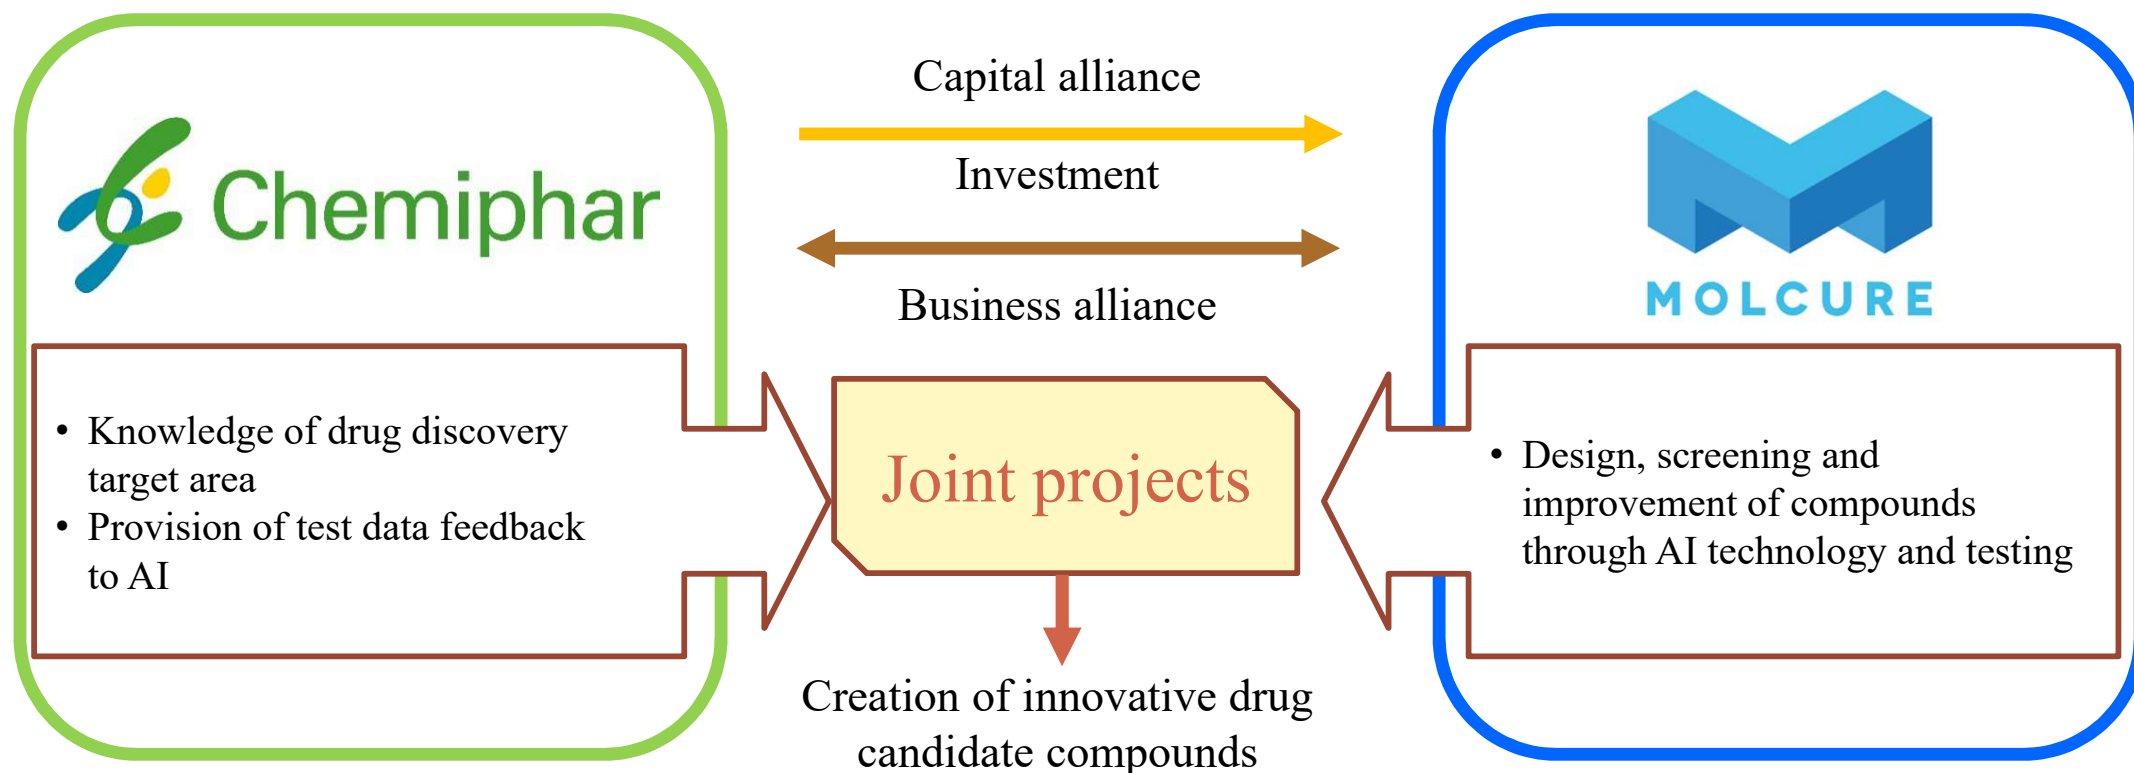 Chemiphar
Capital alliance
Investment
Business alliance
MOLCURE
• Knowledge of drug discovery
target area
• Provision of test data feedback
to AI
Joint projects
• Design, screening and
improvement of compounds
through AI technology and testing
Creation of innovative drug
candidate compounds